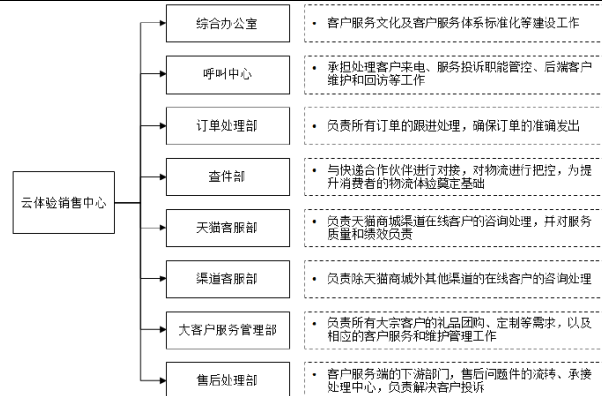 综合办公室
• 客户服务文化及客户服务体系标准化等建设工作
呼叫中心
• 承担处理客户来电、服务投诉职能管控、后端客户
维护和回访等工作
订单处理部
• 负责所有订单的跟进处理，确保订单的准确发出
查件部
• 与快递合作伙伴进行对接，对物流进行把控，为提
升消费者的物流体验奠定基础
云体验销售中心
天猫客服部
• 负责天猫商城渠道在线客户的咨询处理，并对服务
质量和绩效负责
渠道客服部
• 负责除天猫商城外其他渠道的在线客户的咨询处理
大客户服务管理部
• 负责所有大宗客户的礼品团购、定制等需求，以及
相应的客户服务和维护管理工作
售后处理部
• 客户服务端的下游部门，售后问题件的流转、承接
处理中心，负责解决客户投诉